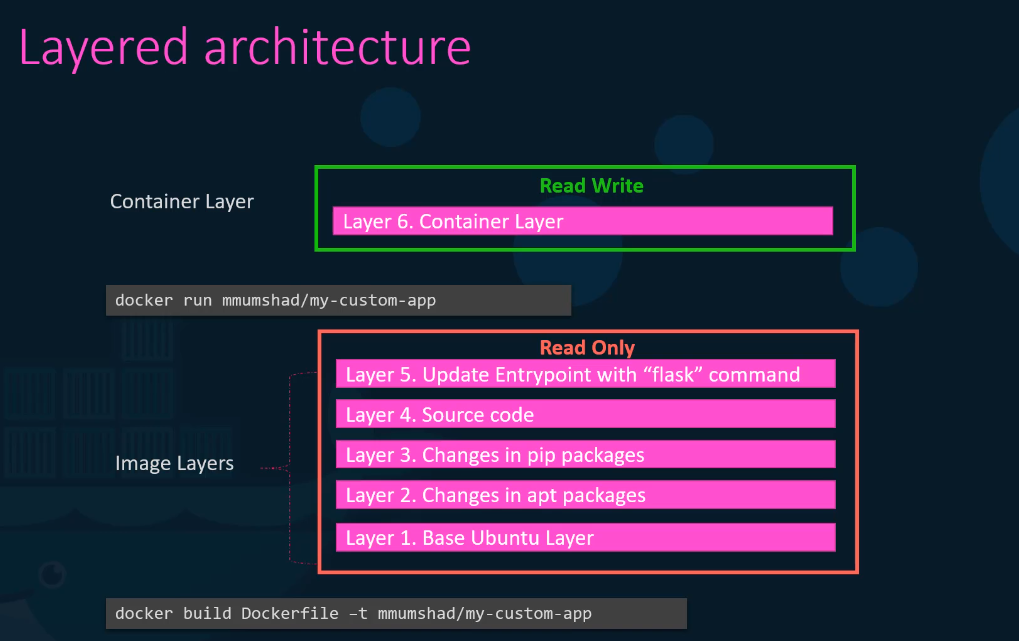 Layered architecture
Read Write
Container Layer
Layer 6. Container Layer
docker run mmumshad/my-custom-app
Read Only
Layer 5. Update Entrypoint with “flask” command
Layer 4. Source code
Layer 3. Changes in pip packages
Image Layers
Layer 2. Changes in apt packages
Layer 1. Base Ubuntu Layer
docker build Dockerfile –t mmumshad/my-custom-app